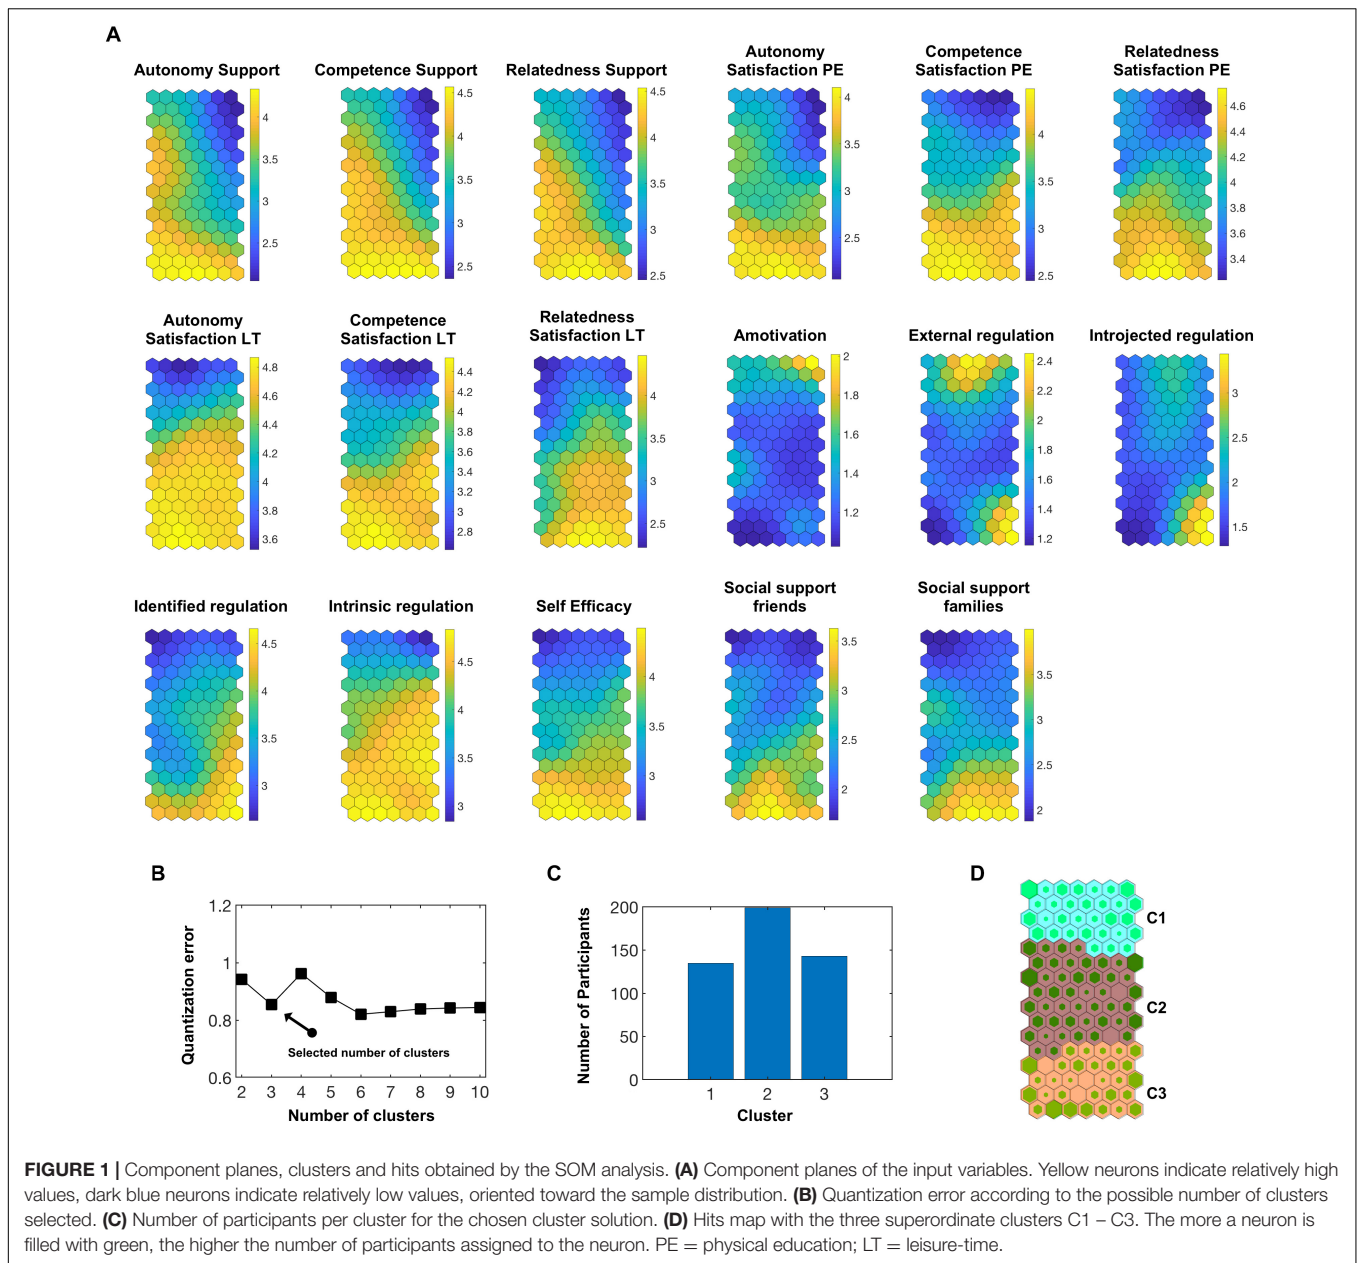 A
Autonomy Support
Competence Support
Relatedness Support
Autonomy
Satisfaction PE
Competence
Satisfaction PE
Relatedness
Satisfaction PE
4
3.5
3
2.5
4.5
4
3.5
3
2.5
4.5
4
3.5
3
2.5
4
3.5
3
2.5
4
3.5
3
2.5
4.6
4.4
4.2
4
3.8
3.6
3.4
Autonomy
Satisfaction LT
Competence
Satisfaction LT
Relatedness
Satisfaction LT
Amotivation
External regulation
Introjected regulation
4.8
4.6
4.4
4.2
4
3.8
3.6
4.4
4.2
4
3.8
3.6
3.4
3.2
3
2.8
4
3.5
3
2.5
2
1.8
1.6
1.4
1.2
2.4
2.2
2
1.8
1.6
1.4
1.2
3
2.5
2
1.5
Identified regulation
Intrinsic regulation
Self Efficacy
Social support
friends
Social support
families
4.5
4
3.5
3
4.5
4
3.5
3
4
3.5
3
3.5
3
2.5
2
3.5
3
2.5
2
B
Quantization error
1.2
1
0.8
0.6
Selected number of clusters
2 3 4 5 6 7 8 9 10
Number of clusters
C
Number of Participants
200
150
100
50
0
1 2 3
Cluster
D
C1
C2
C3
FIGURE 1 | Component planes, clusters and hits obtained by the SOM analysis. (A) Component planes of the input variables. Yellow neurons indicate relatively high
values, dark blue neurons indicate relatively low values, oriented toward the sample distribution. (B) Quantization error according to the possible number of clusters
selected. (C) Number of participants per cluster for the chosen cluster solution. (D) Hits map with the three superordinate clusters C1 – C3. The more a neuron is
filled with green, the higher the number of participants assigned to the neuron. PE = physical education; LT = leisure-time.